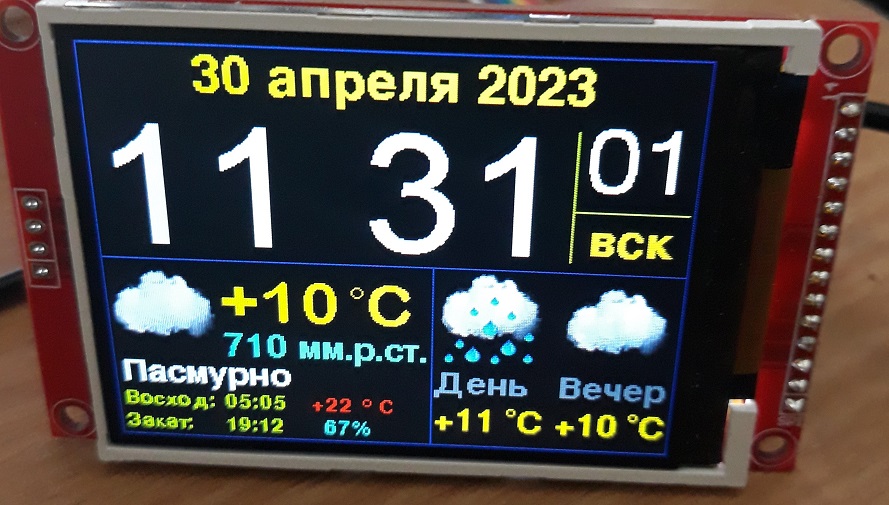 30 апреля 2023
11 31 01
ВСК
+10 °C
710 мм.р.ст.
Пасмурно
Восход: 05:05 +22 °C
Закат: 19:12 67%
День Вечер
+11 °C +10 °C